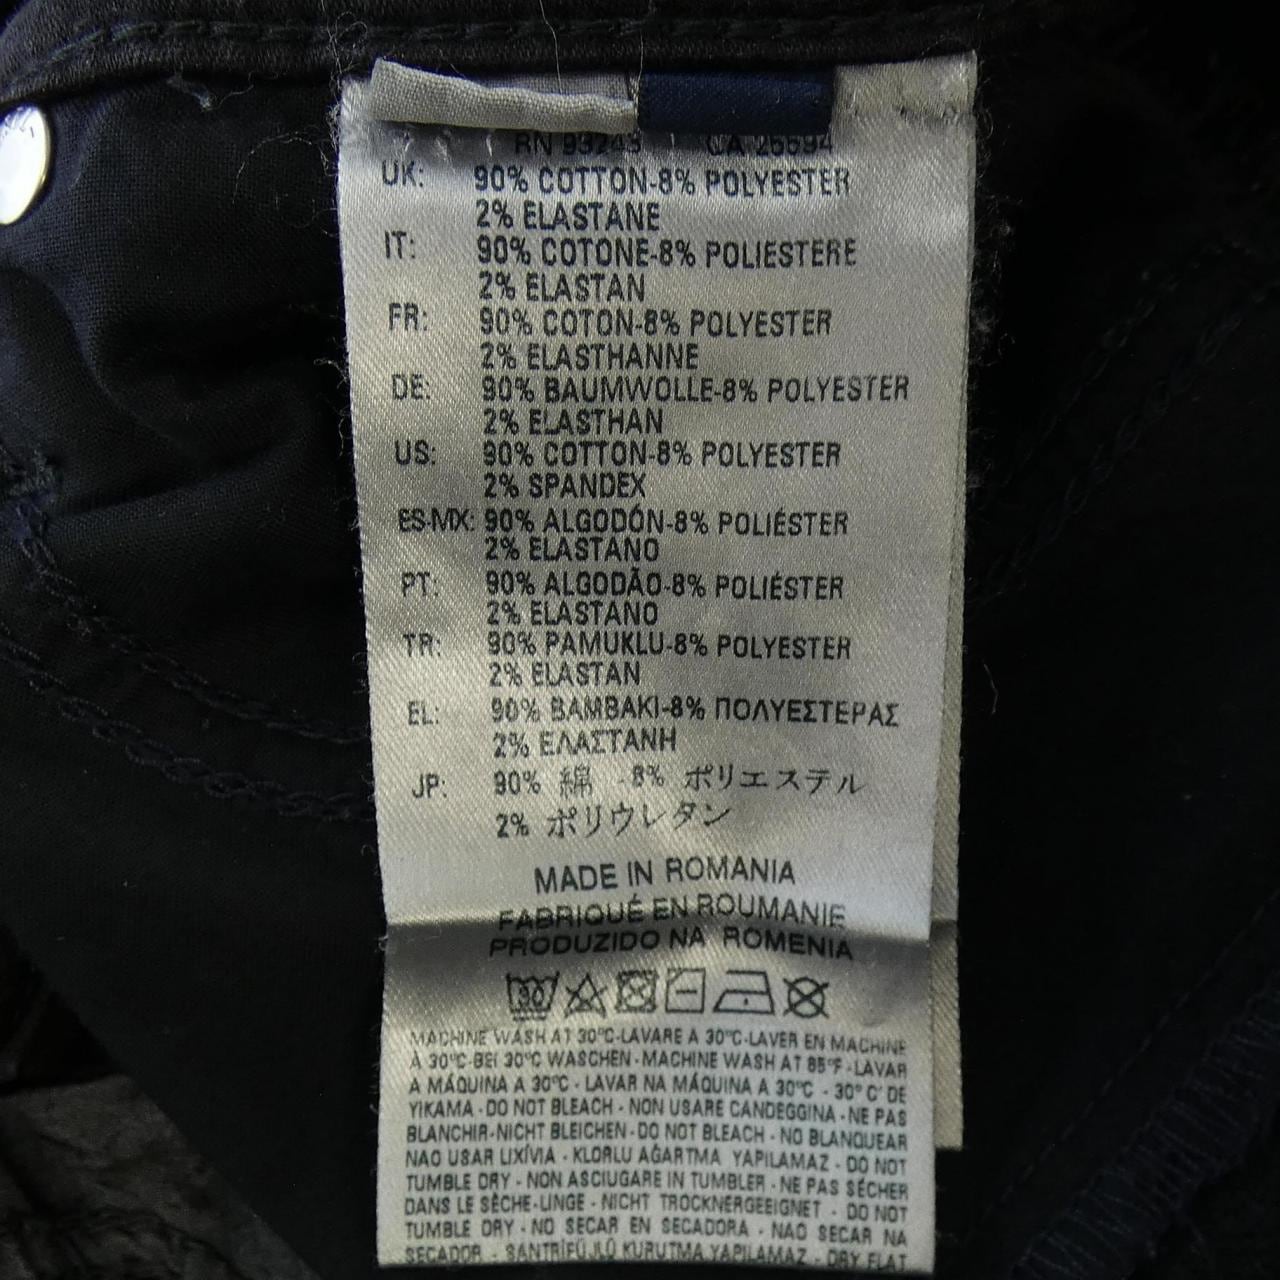 RN 93243 CA 25594
UK: 90% COTTON-8% POLYESTER
2% ELASTANE
IT: 90% COTONE-8% POLIESTERE
2% ELASTAN
FR: 90% COTON-8% POLYESTER
2% ELASTHANNE
DE: 90% BAUMWOLLE-8% POLYESTER
2% ELASTHAN
US: 90% COTTON-8% POLYESTER
2% SPANDEX
ES-MX: 90% ALGODÓN-8% POLIÉSTER
2% ELASTANO
PT: 90% ALGODÃO-8% POLIÉSTER
2% ELASTANO
TR: 90% PAMUKLU-8% POLYESTER
2% ELASTAN
EL: 90% BAMBAKI-8% ΠΟΛΥΕΣΤΕΡΑΣ
2% ΕΛΑΣΤΑΝΗ
JP: 90% 綿 -8% ポリエステル
2% ポリウレタン
MADE IN ROMANIA
FABRIQUÉ EN ROUMANIE
PRODUZIDO NA ROMENIA
30
MACHINE WASH AT 30°C-LAVARE A 30°C-LAVER EN MACHINE
À 30°C-BEI 30°C WASCHEN-MACHINE WASH AT 85°F-LAVAR
A MÁQUINA A 30°C - LAVAR NA MÁQUINA A 30°C - 30°C' DE
YIKAMA - DO NOT BLEACH - NON USARE CANDEGGINA - NE PAS
BLANCHIR-NICHT BLEICHEN-DO NOT BLEACH - NO BLANQUEAR
NAO USAR LIXÍVIA - KLORLU AĞARTMA YAPILAMAZ - DO NOT
TUMBLE DRY - NON ASCIUGARE IN TUMBLER - NE PAS SÉCHER
DANS LE SÈCHE-LINGE - NICHT TROCKNERGEEIGNET - DO NOT
TUMBLE DRY - NO SECAR EN SECADORA - NAO SECAR NA
SECADOR - KURUTMA YAPILAMAZ - DRY FLAT